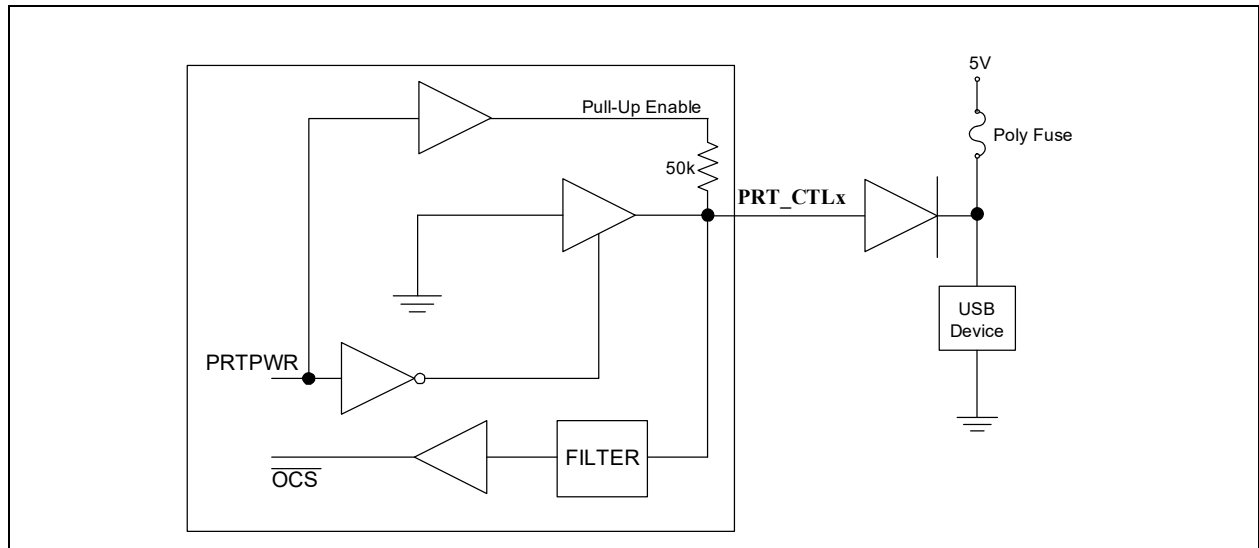 5V
Pull-Up Enable
Poly Fuse
50k
PRT_CTLx
USB
Device
PRTPWR
FILTER
OCS